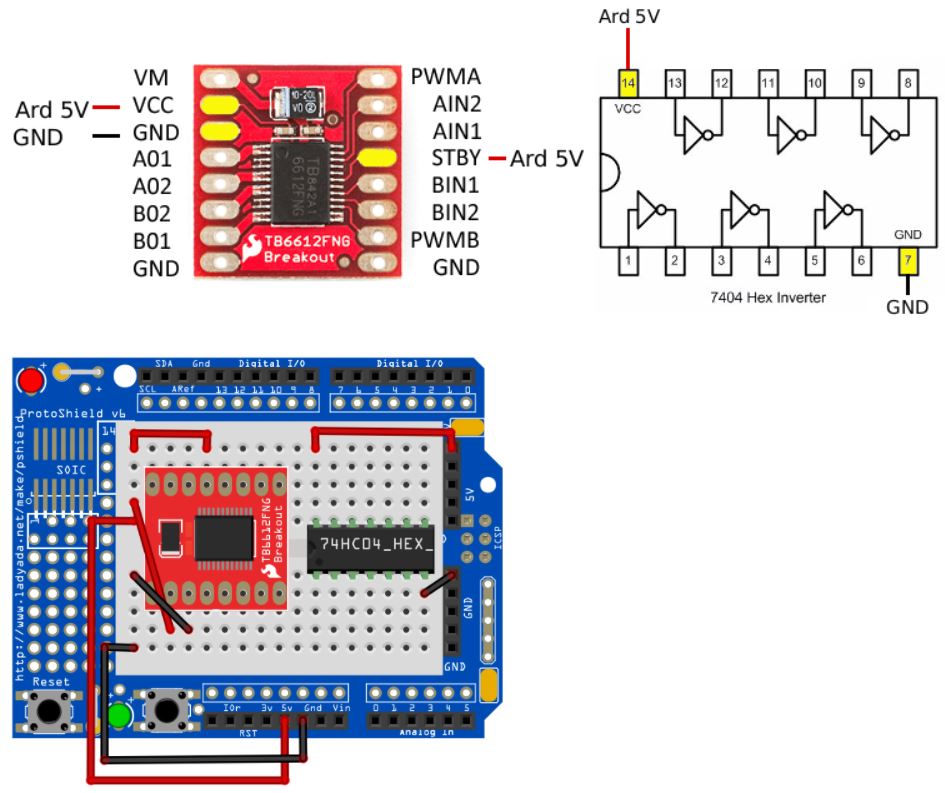 Ard 5V
VM
PWMA
VCC
AIN2
Ard 5V
GND
AIN1
GND
A01
STBY
Ard 5V
A02
BIN1
B02
BIN2
B01
PWMB
GND
GND
TB6612FNG
Breakout
TB842A1
6612FNG
14
13
12
11
10
9
8
VCC
GND
1
2
3
4
5
6
7
7404 Hex Inverter
GND
SDA
Gnd
Digital I/O
Digital I/O
SCL
ARef
13 12 11 10 9 8
7 6 5 4 3 2 1 0
ProtoShield v6
14
SOIC
1
http://www.ladyada.net/make/pshield
TB6612FNG
Breakout
74HC04_HEX_
5V
ICSP
GND
GND
Reset
IOr
3v
5v
Gnd
Vin
0 1 2 3 4 5
RST
Analog In